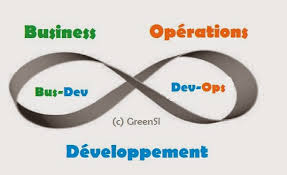 Business
Opérations
Bus-Dev
Dev-Ops
(c) GreenSI
Développement